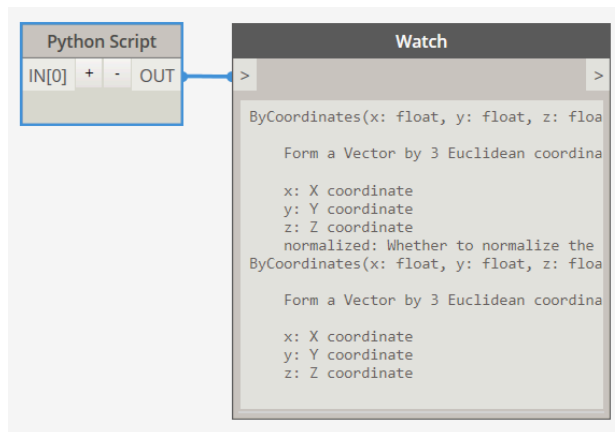 Python Script
IN[0] + - OUT
Watch
> >
ByCoordinates(x: float, y: float, z: floa
Form a Vector by 3 Euclidean coordina
x: X coordinate
y: Y coordinate
z: Z coordinate
normalized: Whether to normalize the
ByCoordinates(x: float, y: float, z: floa
Form a Vector by 3 Euclidean coordina
x: X coordinate
y: Y coordinate
z: Z coordinate